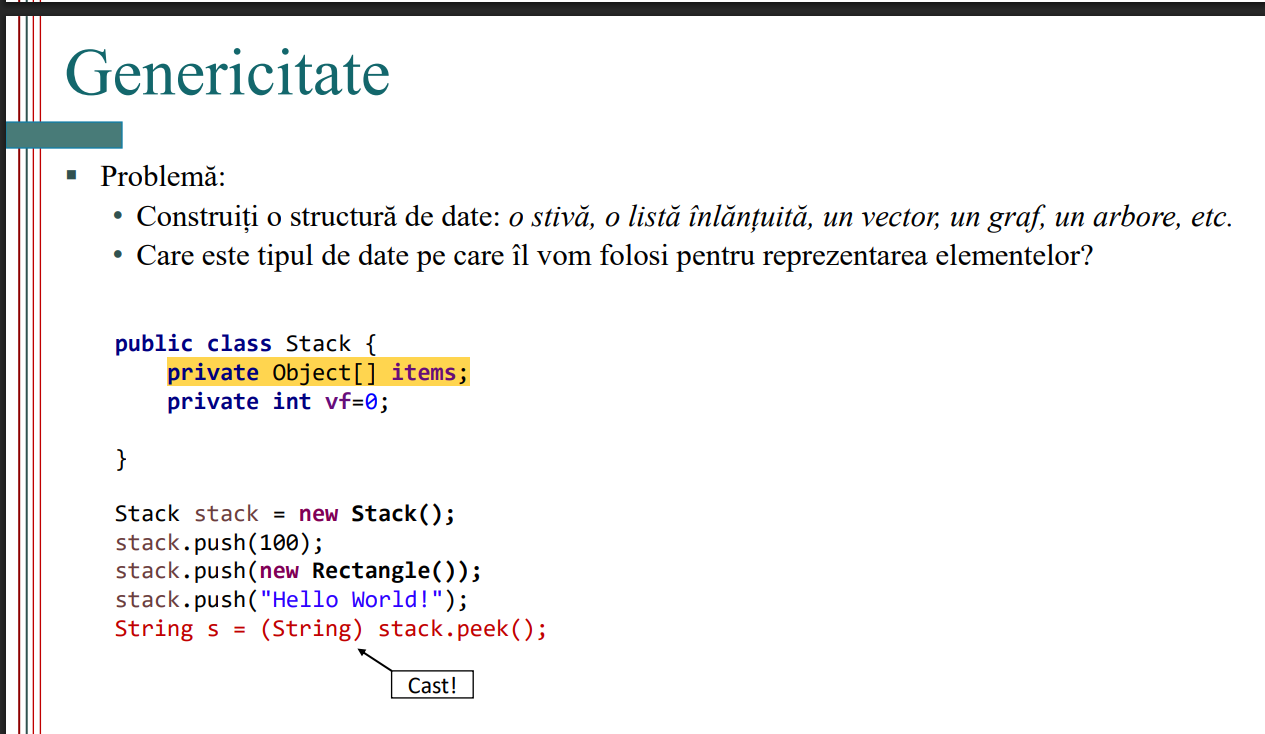 Genericitate
▪ Problemă:
• Construiți o structură de date: o stivă, o listă înlănțuită, un vector, un graf, un arbore, etc.
• Care este tipul de date pe care îl vom folosi pentru reprezentarea elementelor?
public class Stack {
    private Object[] items;
    private int vf=0;
}
Stack stack = new Stack();
stack.push(100);
stack.push(new Rectangle());
stack.push("Hello World!");
String s = (String) stack.peek();
Cast!